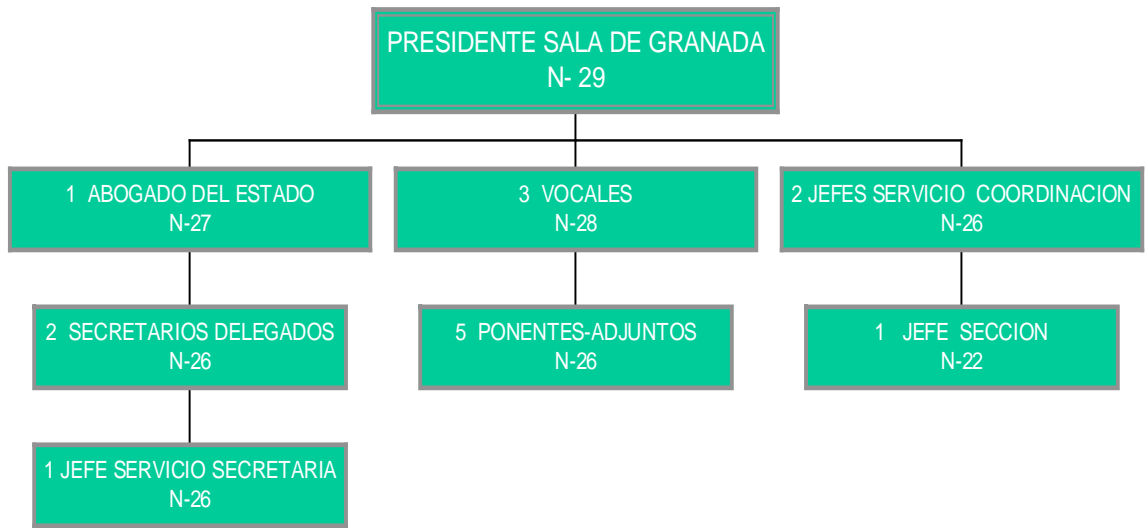 PRESIDENTE SALA DE GRANADA
N- 29
1 ABOGADO DEL ESTADO
N-27
3 VOCALES
N-28
2 JEFES SERVICIO COORDINACION
N-26
2 SECRETARIOS DELEGADOS
N-26
5 PONENTES-ADJUNTOS
N-26
1 JEFE SECCION
N-22
1 JEFE SERVICIO SECRETARIA
N-26